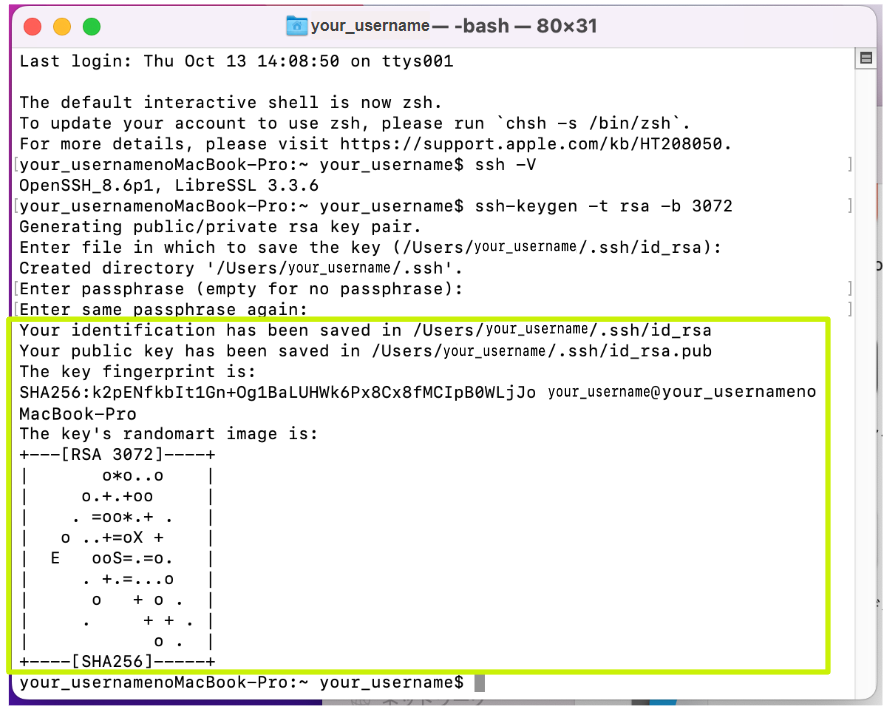 your_username — -bash — 80×31
Last login: Thu Oct 13 14:08:50 on ttys001
The default interactive shell is now zsh.
To update your account to use zsh, please run `chsh -s /bin/zsh`.
For more details, please visit https://support.apple.com/kb/HT208050.
[your_usernamenoMacBook-Pro:~ your_username$ ssh -V ]
OpenSSH_8.6p1, LibreSSL 3.3.6
[your_usernamenoMacBook-Pro:~ your_username$ ssh-keygen -t rsa -b 3072 ]
Generating public/private rsa key pair.
Enter file in which to save the key (/Users/your_username/.ssh/id_rsa):
Created directory '/Users/your_username/.ssh'.
[Enter passphrase (empty for no passphrase): ]
[Enter same passphrase again: ]
Your identification has been saved in /Users/your_username/.ssh/id_rsa
Your public key has been saved in /Users/your_username/.ssh/id_rsa.pub
The key fingerprint is:
SHA256:k2pENfkbIt1Gn+Og1BaLUHWk6Px8Cx8fMCIpB0WLjJo your_username@your_usernameno
MacBook-Pro
The key's randomart image is:
+---[RSA 3072]----+
|       o*o..o    |
|     o.+.+oo     |
|    . =oo*.+ .   |
|   o ..+=oX +    |
|  E   ooS=.=o.   |
|     . +.=...o   |
|      o   + o .  |
|     .     + + . |
|            o .  |
+----[SHA256]-----+
your_usernamenoMacBook-Pro:~ your_username$